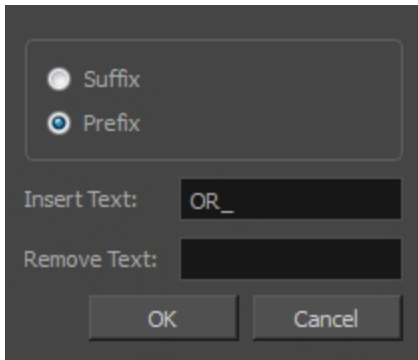 Suffix
Prefix
Insert Text: OR_
Remove Text:
OK Cancel